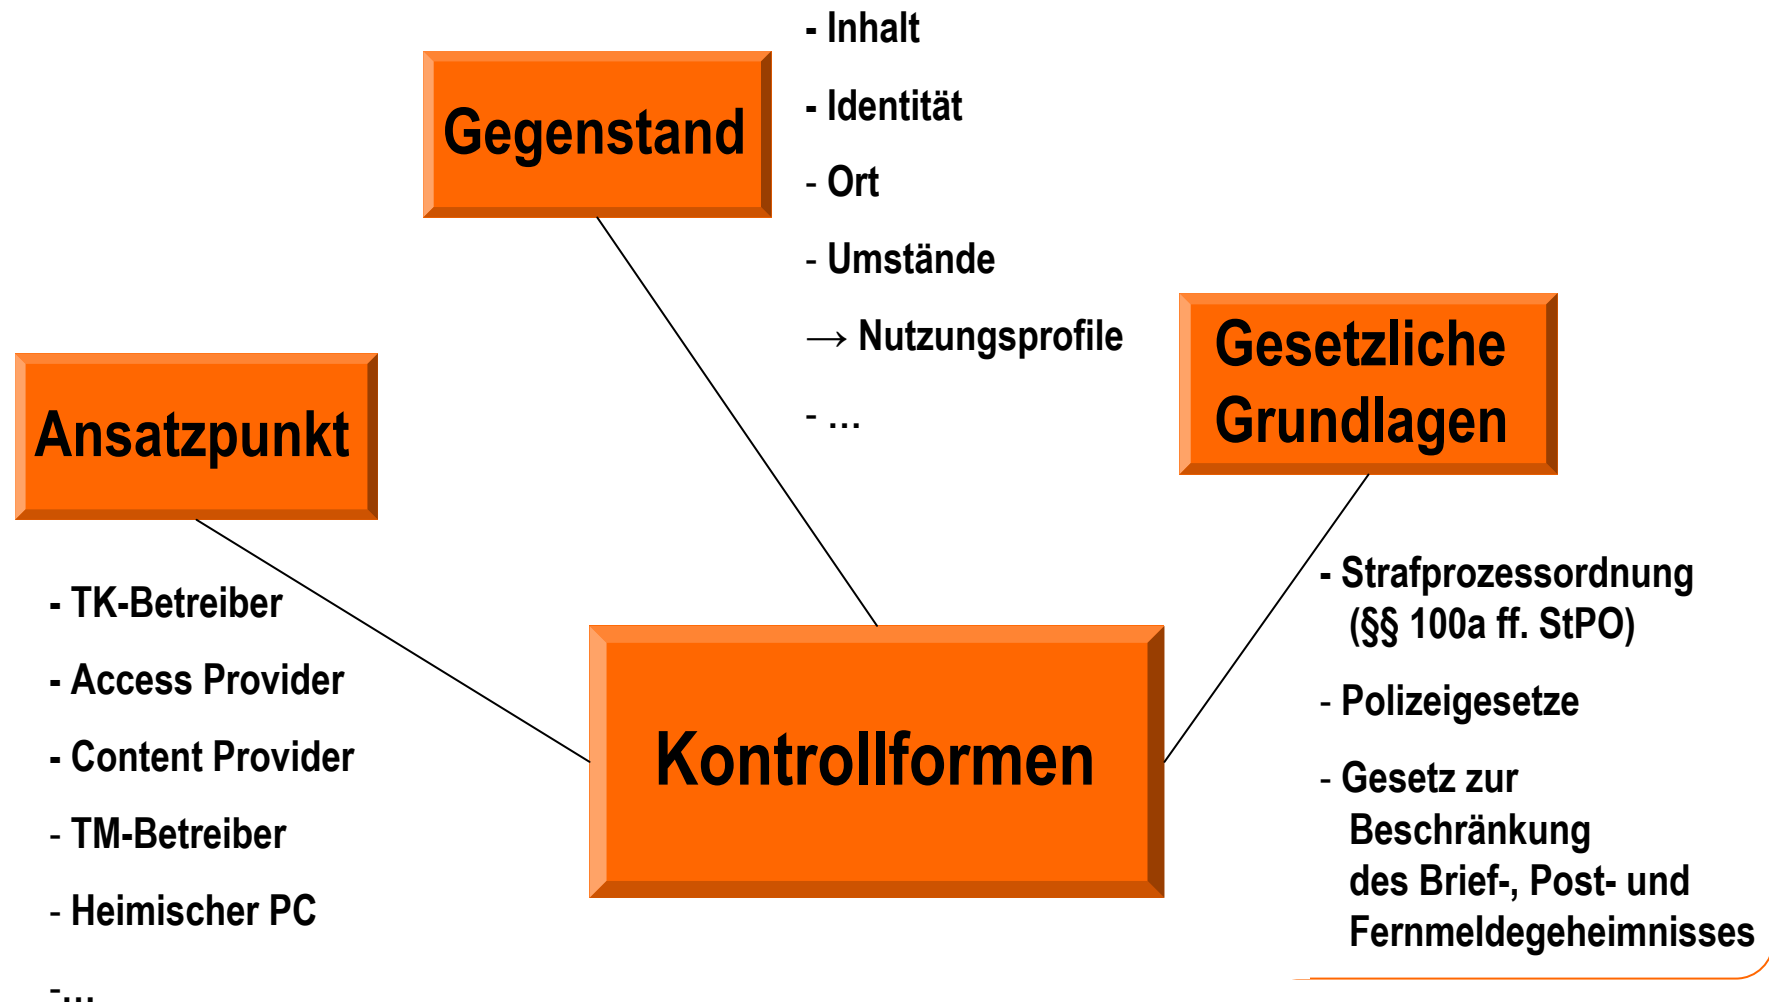 Gegenstand
- Inhalt
- Identität
- Ort
- Umstände
→ Nutzungsprofile
- ...
Ansatzpunkt
- TK-Betreiber
- Access Provider
- Content Provider
- TM-Betreiber
- Heimischer PC
-...
Gesetzliche
Grundlagen
- Strafprozessordnung
(§§ 100a ff. StPO)
- Polizeigesetze
- Gesetz zur
Beschränkung
des Brief-, Post- und
Fernmeldegeheimnisses
Kontrollformen